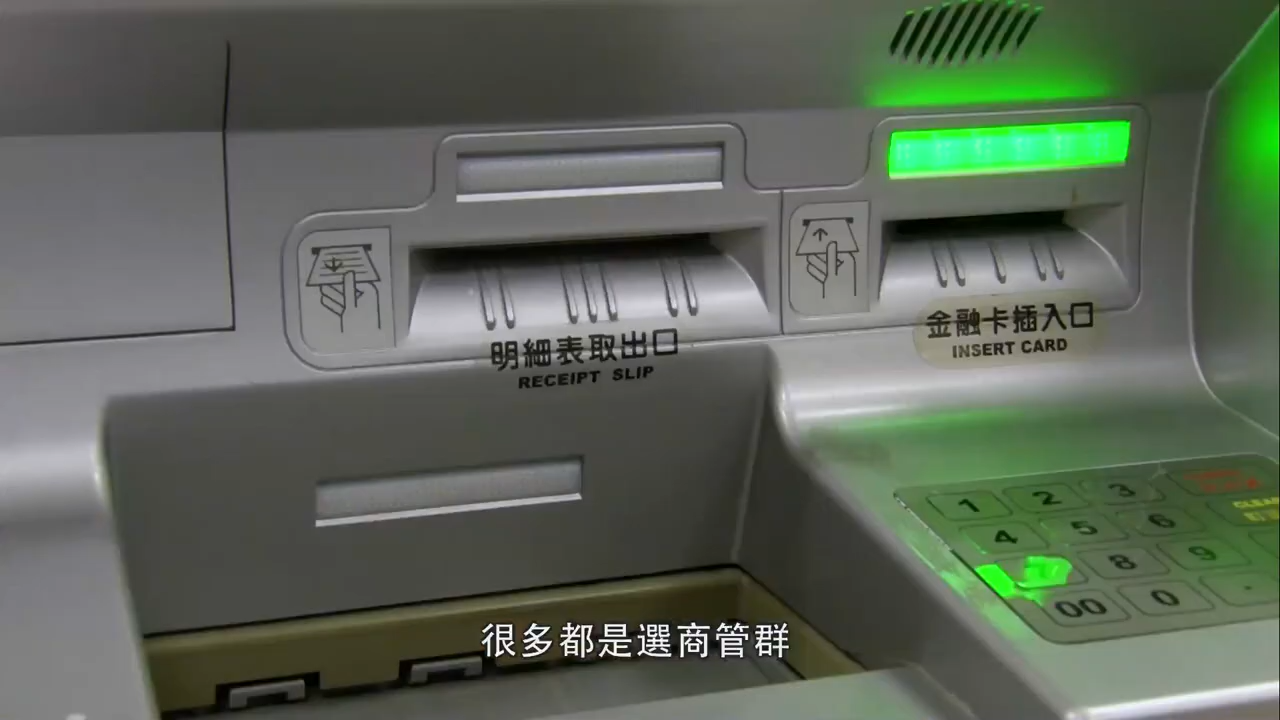 明細表取出口
RECEIPT SLIP
金融卡插入口
INSERT CARD
1 2 3
4 5 6
8 9
00 0 .
很多都是選商管群